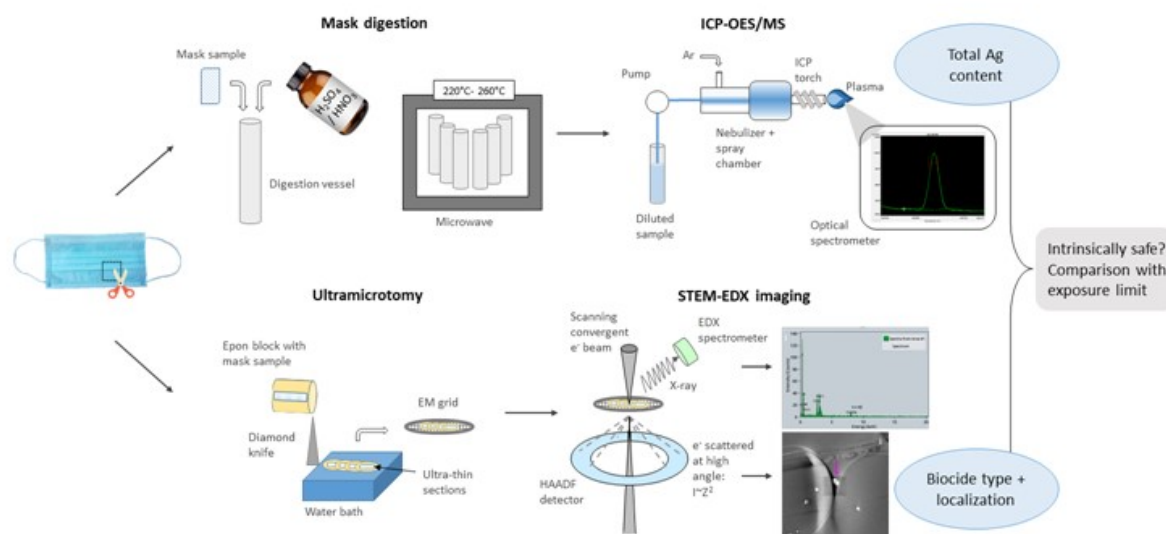 Mask digestion
Mask sample
H₂SO₄
/ HNO₃
Digestion vessel
220°C- 260°C
Microwave
ICP-OES/MS
Ar
Pump
ICP
torch
Plasma
Nebulizer +
spray
chamber
Diluted
sample
Optical
spectrometer
Total Ag
content
Ultramicrotomy
Epon block with
mask sample
Diamond
knife
EM grid
Ultra-thin
sections
Water bath
STEM-EDX imaging
Scanning
convergent
e⁻ beam
EDX
spectrometer
X-ray
HAADF
detector
e⁻ scattered
at high
angle:
I~Z²
Biocide type +
localization
Intrinsically safe?
Comparison with
exposure limit